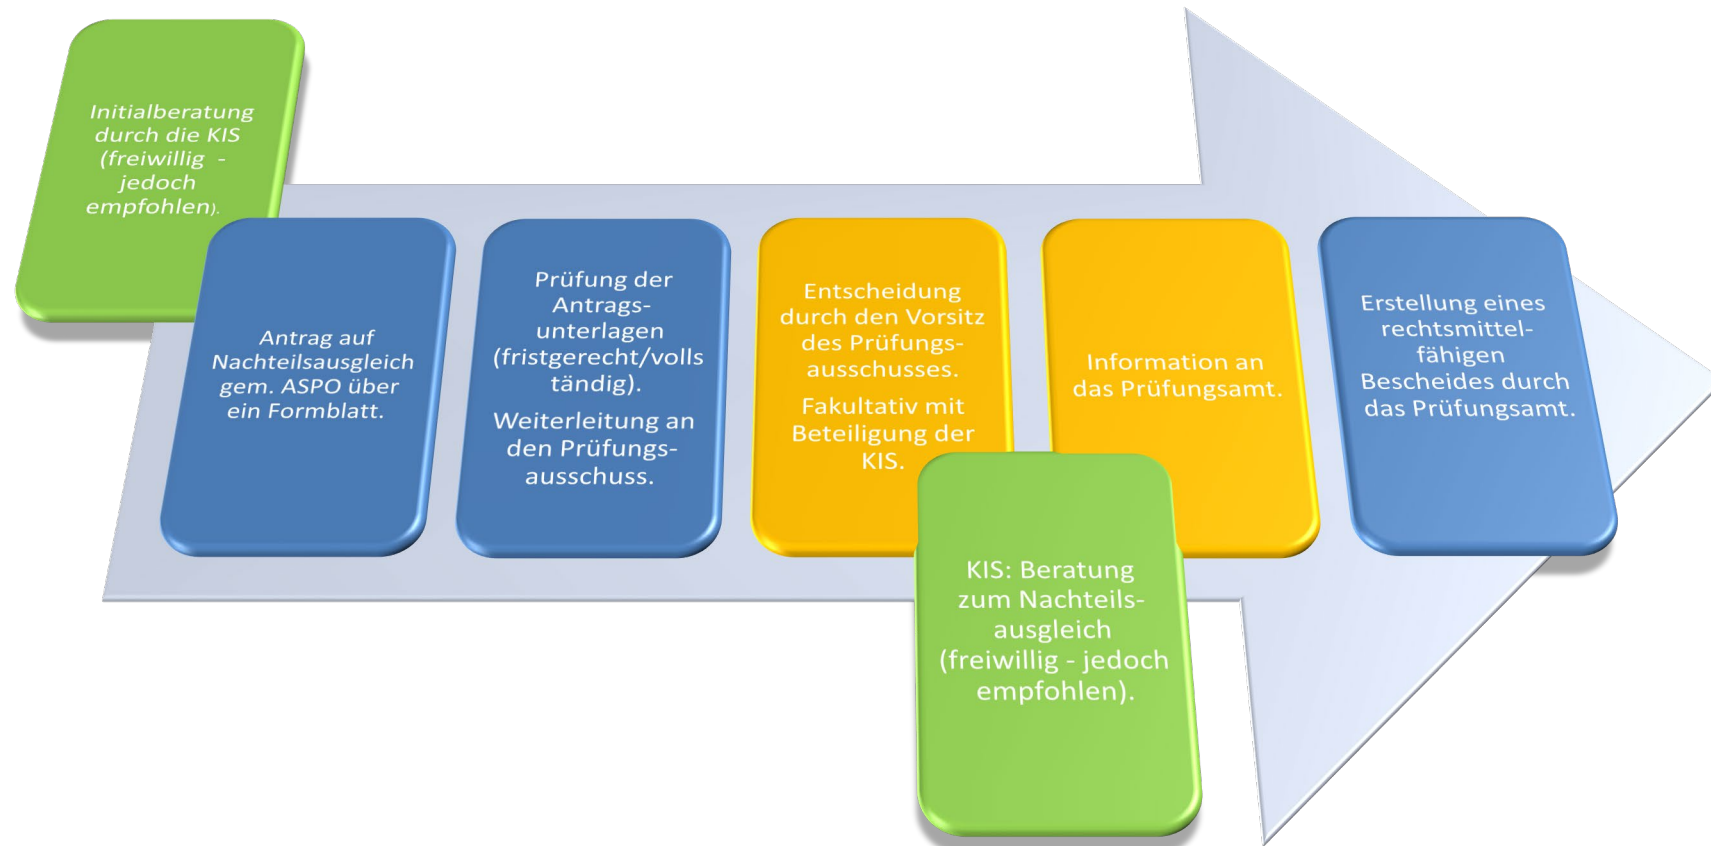 Initialberatung
durch die KIS
(freiwillig -
jedoch
empfohlen).
Antrag auf
Nachteilsausgleich
gem. ASPO über
ein Formblatt.
Prüfung der
Antrags-
unterlagen
(fristgerecht/volls
tändig).
Weiterleitung an
den Prüfungs-
ausschuss.
Entscheidung
durch den Vorsitz
des Prüfungs-
ausschusses.
Fakultativ mit
Beteiligung der
KIS.
KIS: Beratung
zum Nachteils-
ausgleich
(freiwillig - jedoch
empfohlen).
Information an
das Prüfungsamt.
Erstellung eines
rechtsmittel-
fähigen
Bescheides durch
das Prüfungsamt.